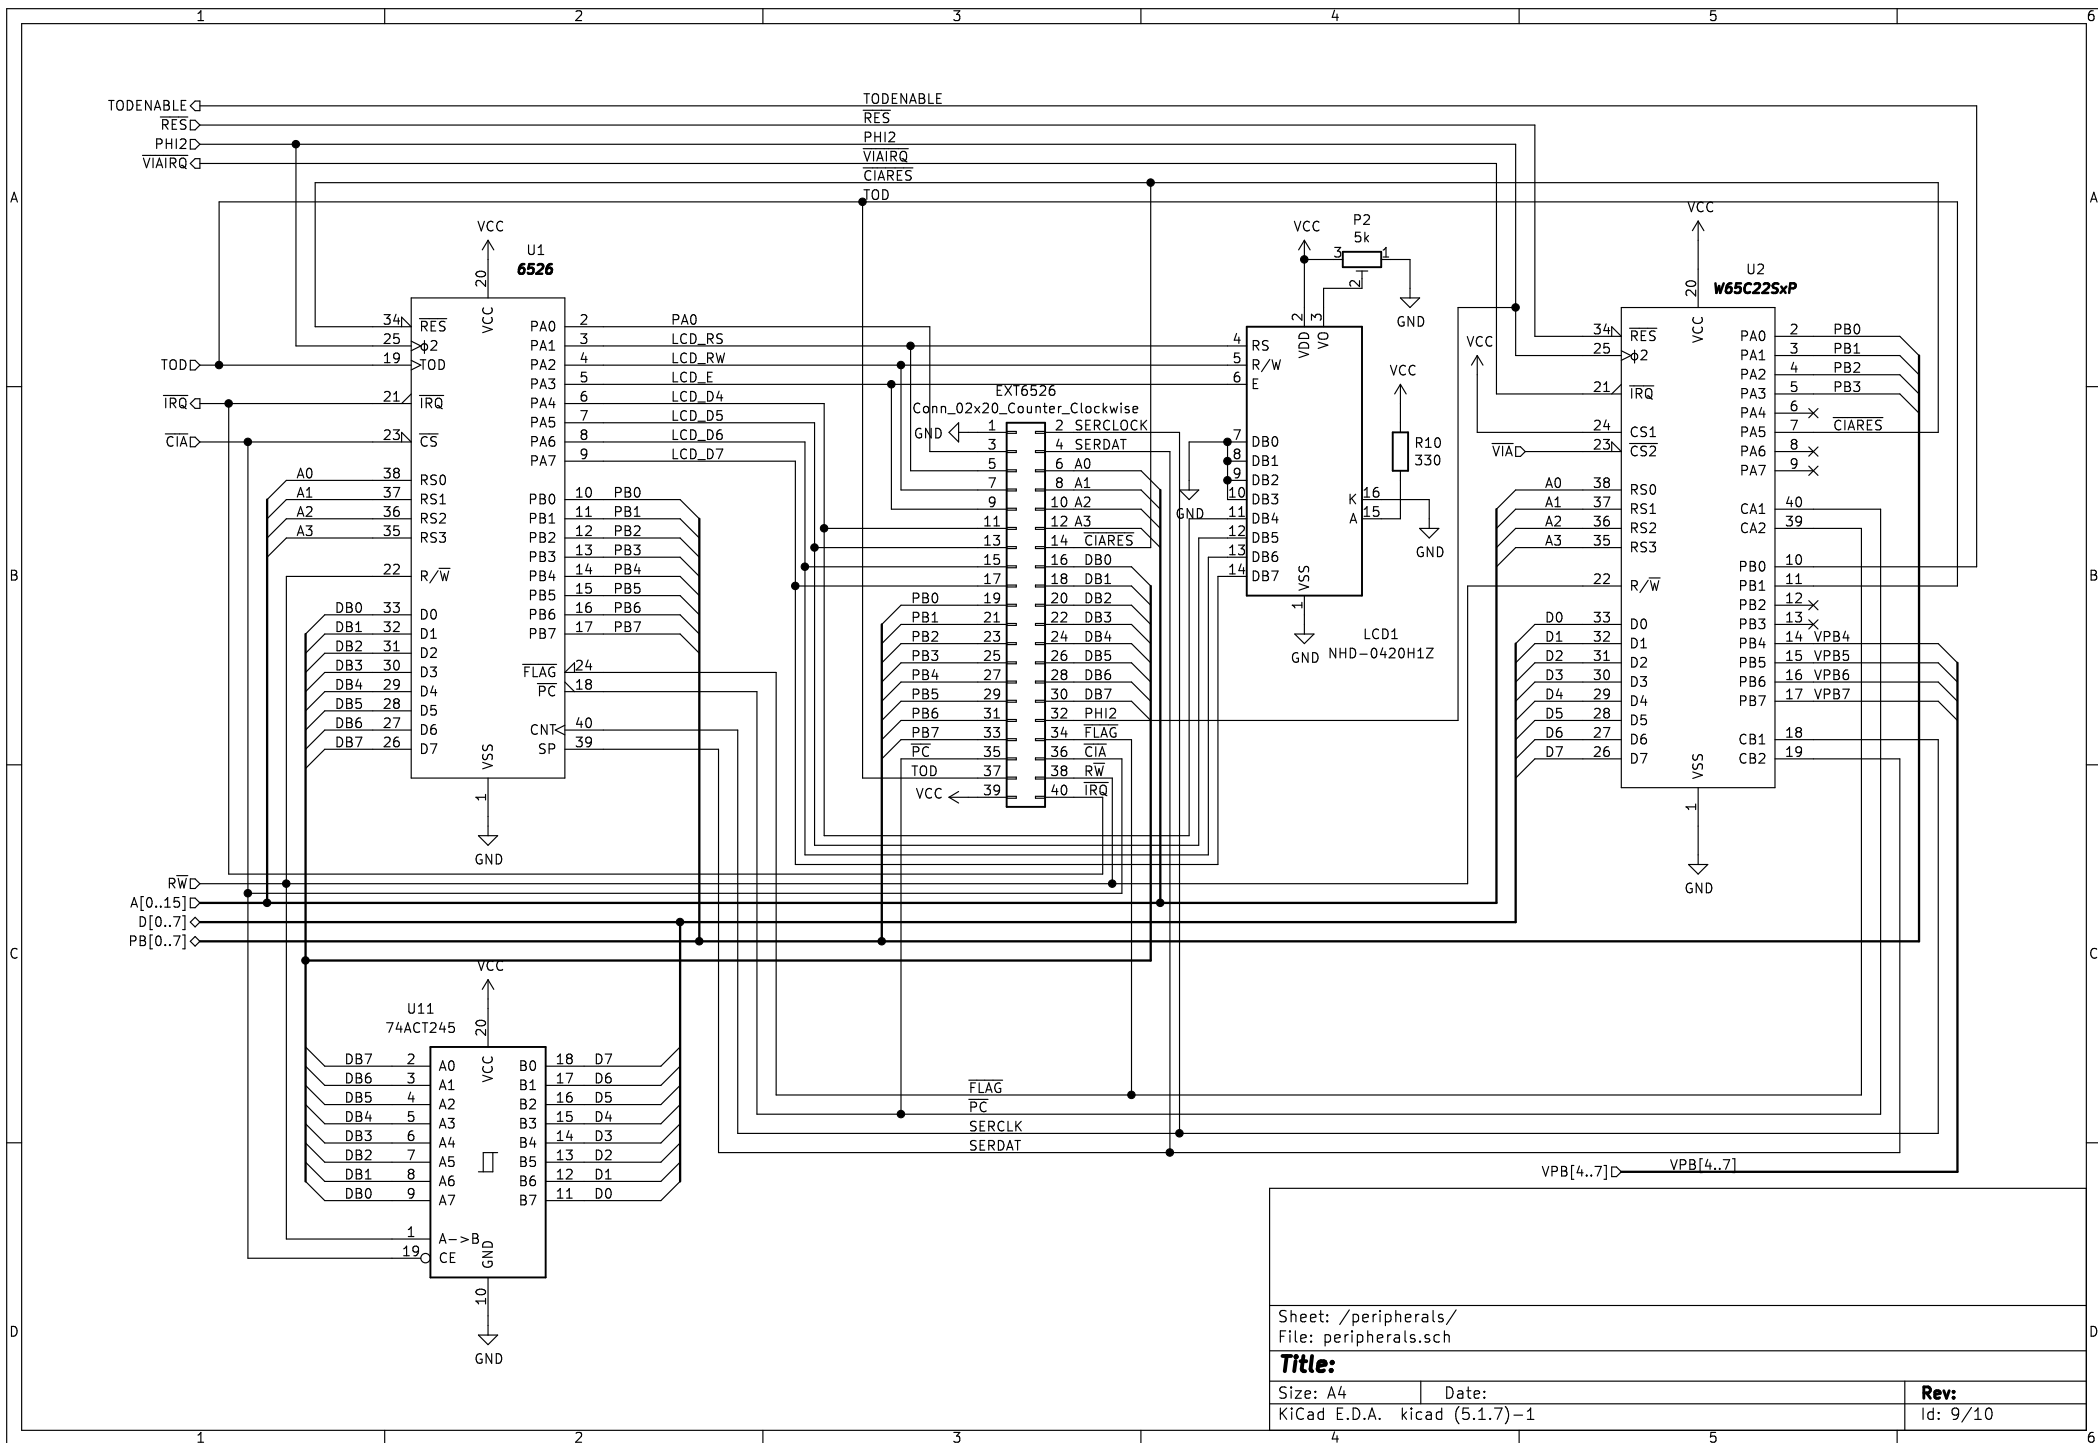 1 2 3 4 5 6
A A
B B
C C
D D
TODENABLE
RES
PHI2
VIAIRQ
TODENABLE
RES
PHI2
VIAIRQ
CIARES
TOD
TOD
IRQ
CIA
VCC
U1
6526
20
VCC
34 RES
25 ϕ2
19 TOD
21 IRQ
23 CS
A0 38 RS0
A1 37 RS1
A2 36 RS2
A3 35 RS3
22 R/W
DB0 33 D0
DB1 32 D1
DB2 31 D2
DB3 30 D3
DB4 29 D4
DB5 28 D5
DB6 27 D6
DB7 26 D7
PA0 2 PA0
PA1 3 LCD_RS
PA2 4 LCD_RW
PA3 5 LCD_E
PA4 6 LCD_D4
PA5 7 LCD_D5
PA6 8 LCD_D6
PA7 9 LCD_D7
PB0 10 PB0
PB1 11 PB1
PB2 12 PB2
PB3 13 PB3
PB4 14 PB4
PB5 15 PB5
PB6 16 PB6
PB7 17 PB7
FLAG 24
PC 18
CNT 40
SP 39
VSS
1
GND
EXT6526
Conn_02x20_Counter_Clockwise
GND 1 2 SERCLOCK
3 4 SERDAT
5 6 A0
7 8 A1
9 10 A2
11 12 A3
13 14 CIARES
15 16 DB0
17 18 DB1
PB0 19 20 DB2
PB1 21 22 DB3
PB2 23 24 DB4
PB3 25 26 DB5
PB4 27 28 DB6
PB5 29 30 DB7
PB6 31 32 PHI2
PB7 33 34 FLAG
PC 35 36 CIA
TOD 37 38 RW
VCC 39 40 IRQ
VCC
P2
5k
3 1
2
GND
2 3
VDD VO
4 RS
5 R/W
6 E
7 DB0
8 DB1
9 DB2
10 DB3
11 DB4
12 DB5
13 DB6
14 DB7
GND
K 16
A 15
VCC
R10
330
GND
VSS
1
GND
LCD1
NHD-0420H1Z
VCC
U2
W65C22SxP
20
VCC
VCC
VIA
34 RES
25 ϕ2
21 IRQ
24 CS1
23 CS2
A0 38 RS0
A1 37 RS1
A2 36 RS2
A3 35 RS3
22 R/W
D0 33 D0
D1 32 D1
D2 31 D2
D3 30 D3
D4 29 D4
D5 28 D5
D6 27 D6
D7 26 D7
PA0 2 PB0
PA1 3 PB1
PA2 4 PB2
PA3 5 PB3
PA4 6
PA5 7 CIARES
PA6 8
PA7 9
CA1 40
CA2 39
PB0 10
PB1 11
PB2 12
PB3 13
PB4 14 VPB4
PB5 15 VPB5
PB6 16 VPB6
PB7 17 VPB7
CB1 18
CB2 19
VSS
1
GND
RW
A[0..15]
D[0..7]
PB[0..7]
VCC
U11
74ACT245
20
VCC
DB7 2 A0 B0 18 D7
DB6 3 A1 B1 17 D6
DB5 4 A2 B2 16 D5
DB4 5 A3 B3 15 D4
DB3 6 A4 B4 14 D3
DB2 7 A5 B5 13 D2
DB1 8 A6 B6 12 D1
DB0 9 A7 B7 11 D0
1 A->B
19 CE
GND
10
GND
FLAG
PC
SERCLK
SERDAT
VPB[4..7] VPB[4..7]
Sheet: /peripherals/
File: peripherals.sch
Title:
Size: A4 Date: Rev:
KiCad E.D.A. kicad (5.1.7)-1 Id: 9/10
1 2 3 4 5 6